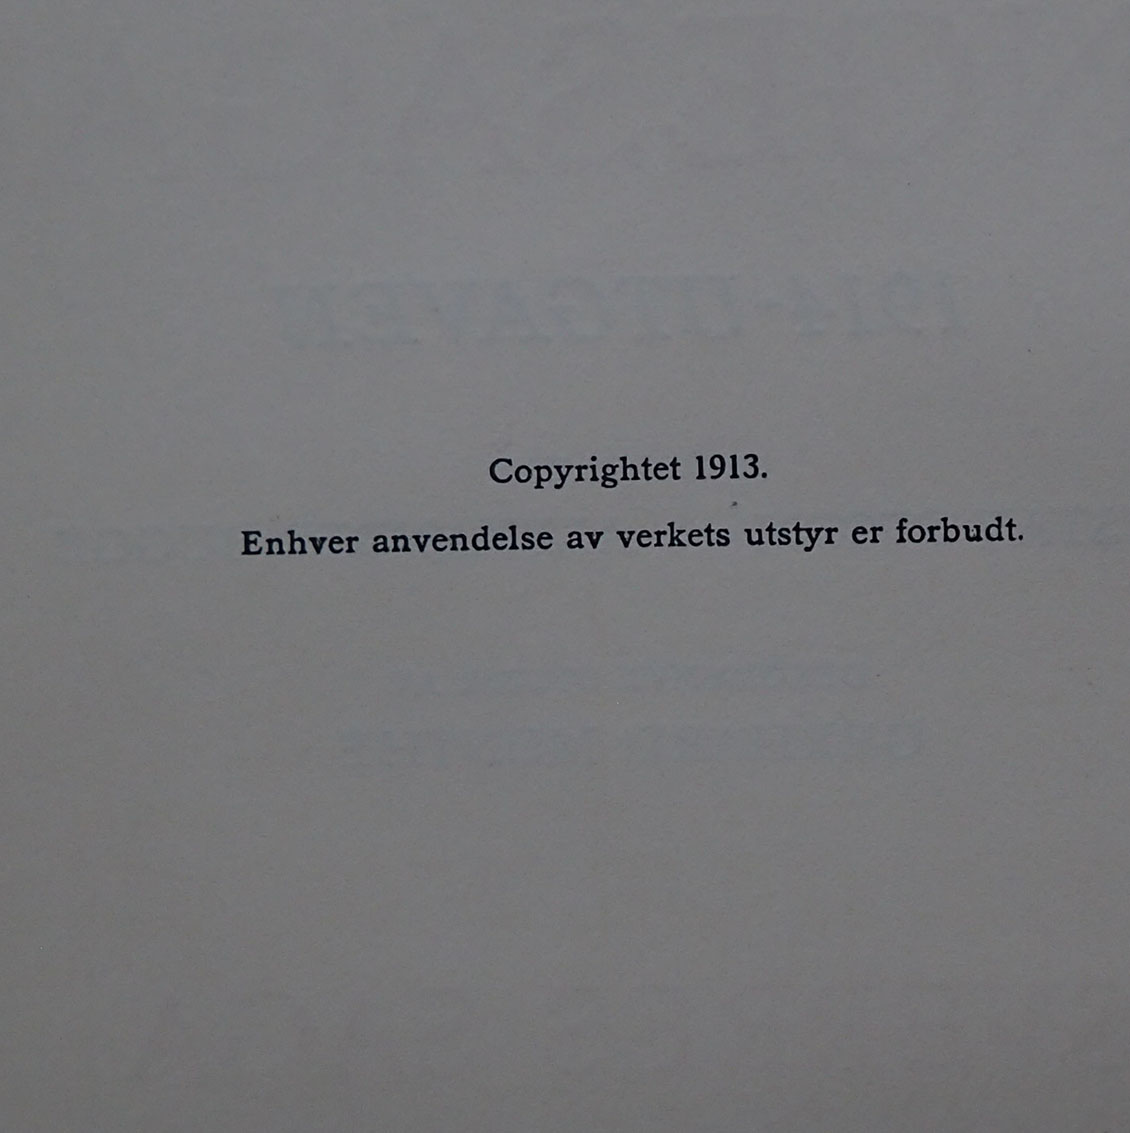 Copyrightet 1913.
Enhver anvendelse av verkets utstyr er forbudt.